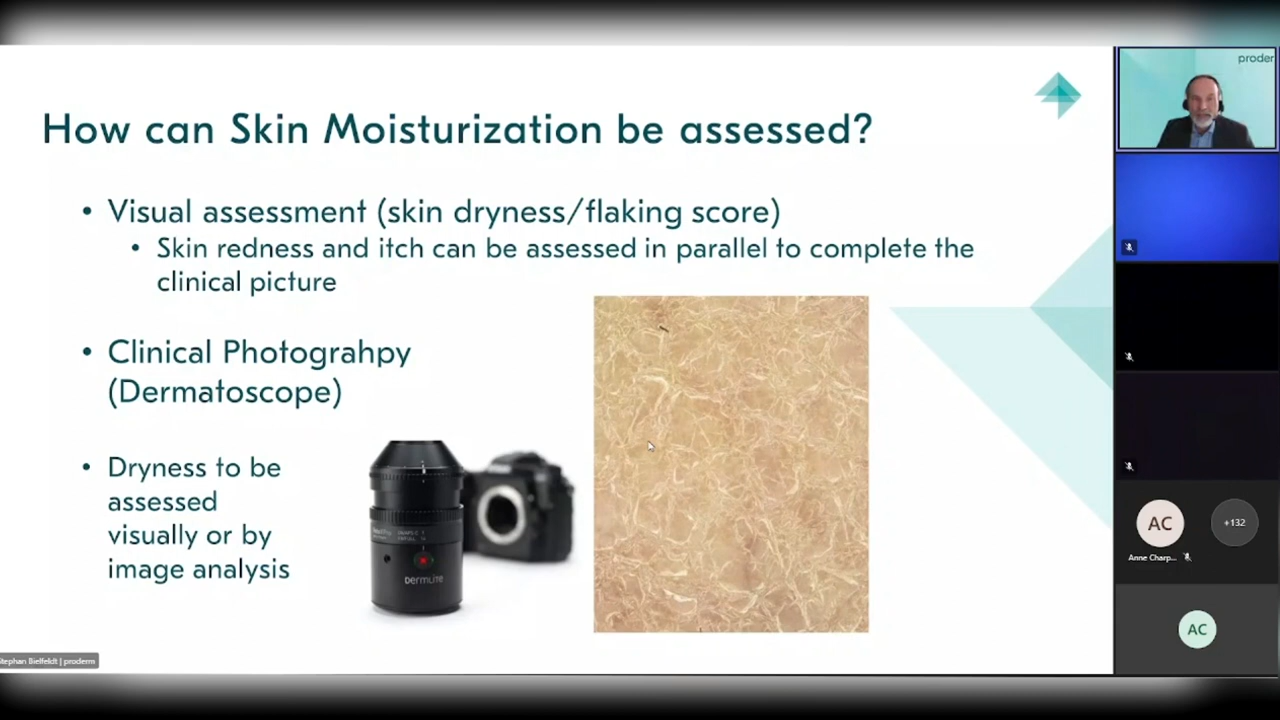 How can Skin Moisturization be assessed?
• Visual assessment (skin dryness/flaking score)
• Skin redness and itch can be assessed in parallel to complete the
clinical picture
• Clinical Photograhpy
(Dermatoscope)
• Dryness to be
assessed
visually or by
image analysis
DERMLITE
Stephan Bielfeldt | proderm
proder
AC
+132
Anne Charp...
AC